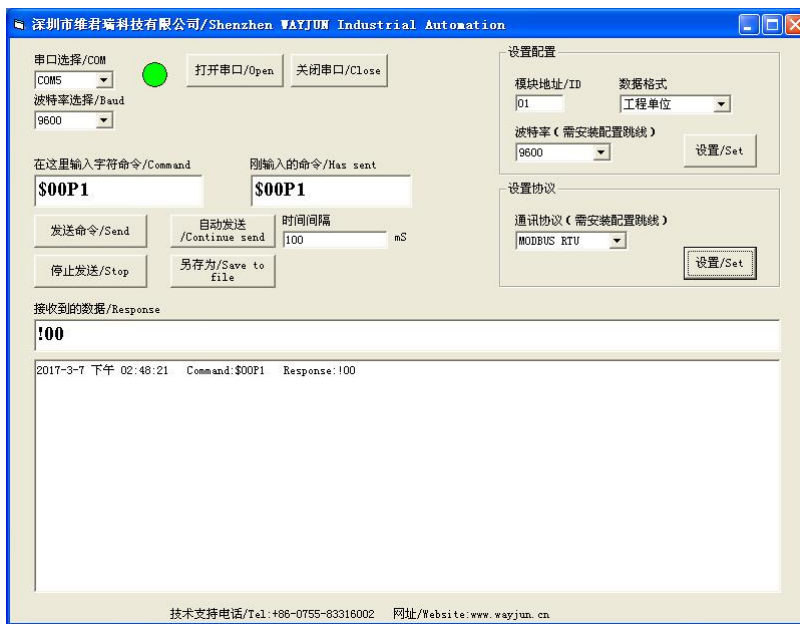 深圳市维君瑞科技有限公司/Shenzhen WAYJUN Industrial Automation
串口选择/COM
COM5
打开串口/Open
关闭串口/Close
波特率选择/Baud
9600
设置配置
模块地址/ID
数据格式
01
工程单位
波特率(需安装配置跳线)
9600
设置/Set
在这里输入字符命令/Command
刚输入的命令/Has sent
$00P1
$00P1
发送命令/Send
自动发送
/Continue send
时间间隔
100
mS
停止发送/Stop
另存为/Save to
file
设置协议
通讯协议(需安装配置跳线)
MODBUS RTU
设置/Set
接收到的数据/Response
!00
2017-3-7 下午 02:48:21 Command:$00P1 Response:!00
技术支持电话/Tel:+86-0755-83316002 网址/Website:www.wayjun.cn